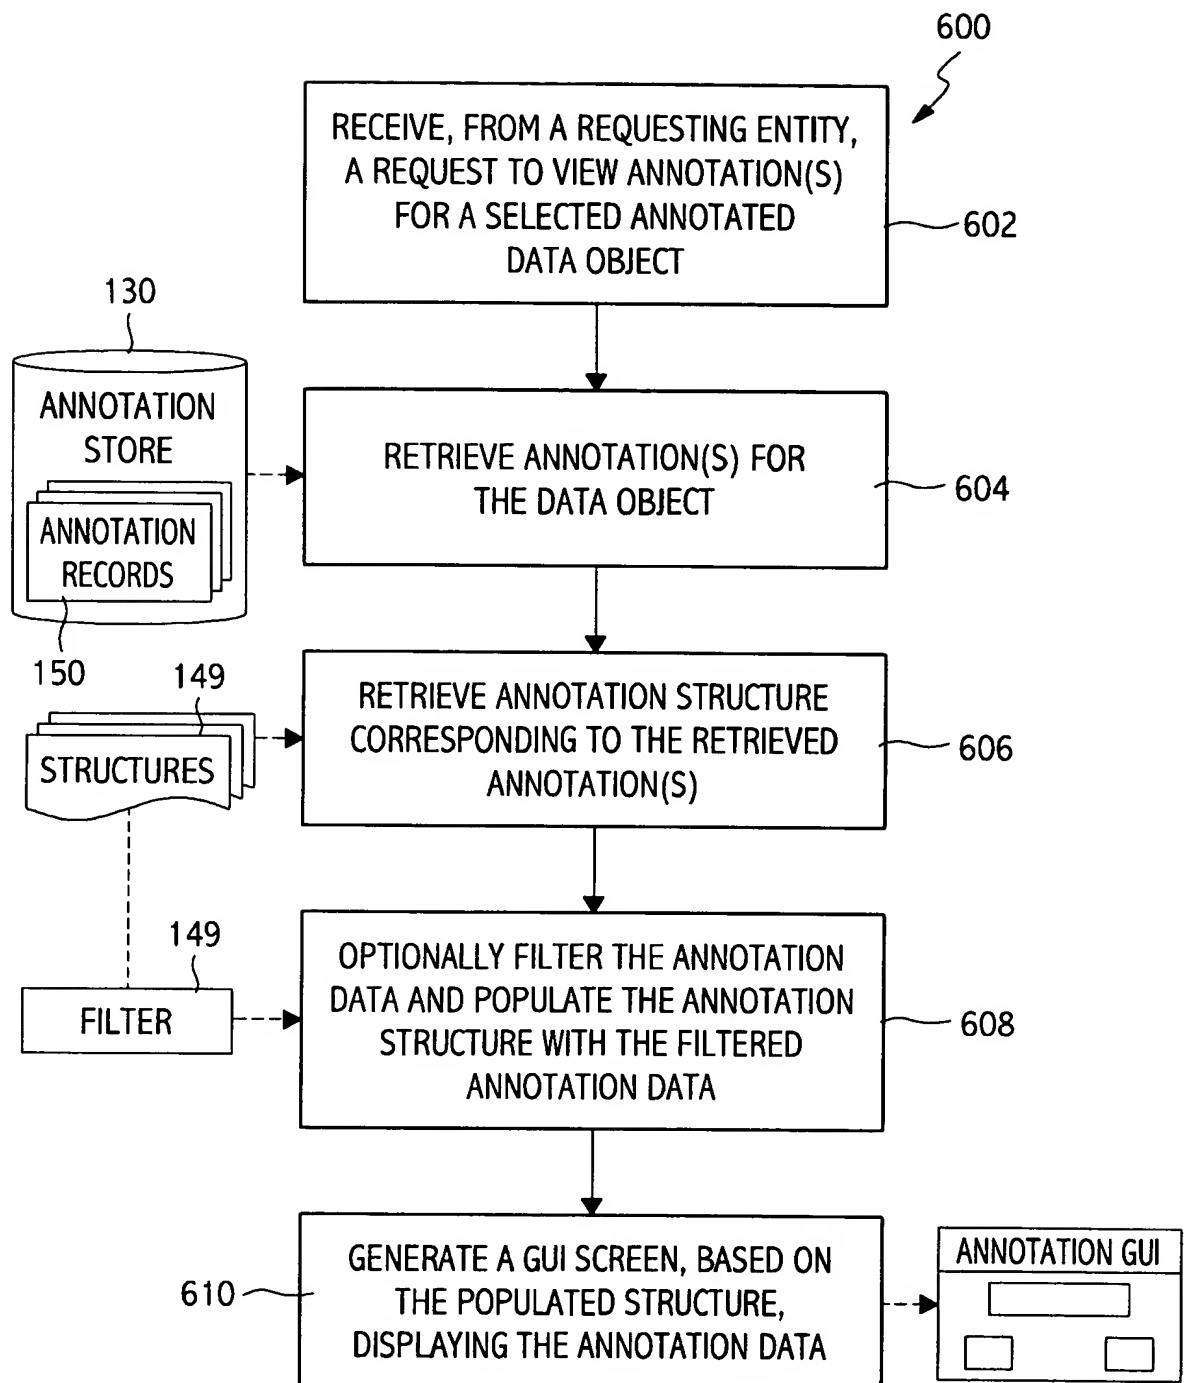 600
RECEIVE, FROM A REQUESTING ENTITY,
A REQUEST TO VIEW ANNOTATION(S)
FOR A SELECTED ANNOTATED
DATA OBJECT
602
130
ANNOTATION
STORE
ANNOTATION
RECORDS
150
RETRIEVE ANNOTATION(S) FOR
THE DATA OBJECT
604
149
STRUCTURES
RETRIEVE ANNOTATION STRUCTURE
CORRESPONDING TO THE RETRIEVED
ANNOTATION(S)
606
149
FILTER
OPTIONALLY FILTER THE ANNOTATION
DATA AND POPULATE THE ANNOTATION
STRUCTURE WITH THE FILTERED
ANNOTATION DATA
608
610
GENERATE A GUI SCREEN, BASED ON
THE POPULATED STRUCTURE,
DISPLAYING THE ANNOTATION DATA
ANNOTATION GUI